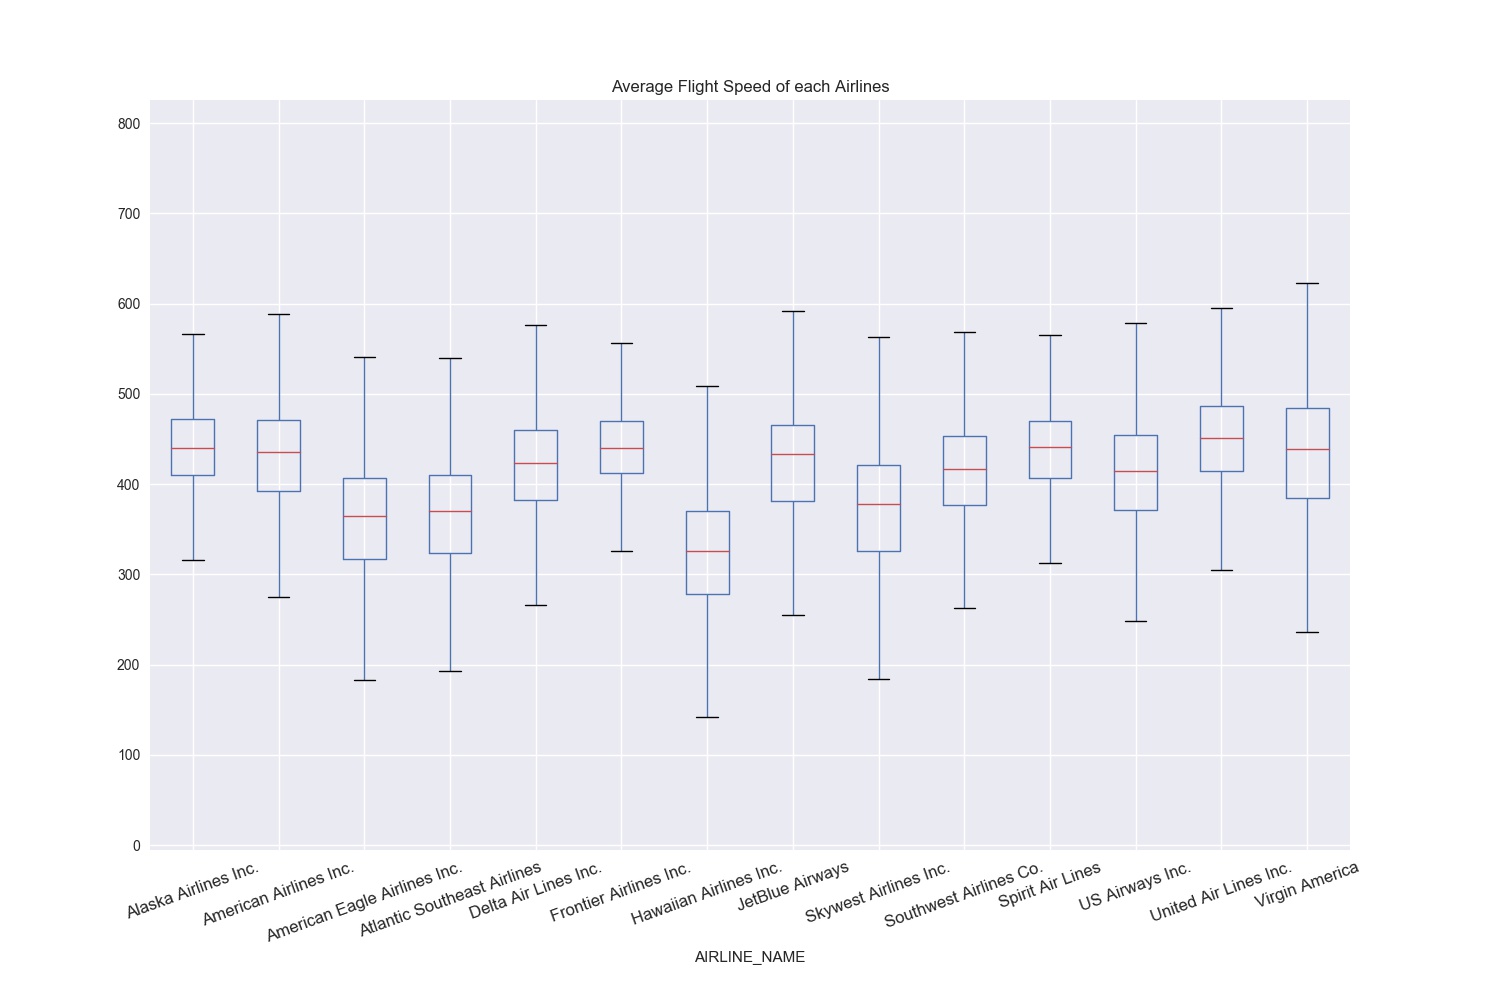 Average Flight Speed of each Airlines
800
700
600
500
400
300
200
100
0
Alaska Airlines Inc.
American Airlines Inc.
American Eagle Airlines Inc.
Atlantic Southeast Airlines
Delta Air Lines Inc.
Frontier Airlines Inc.
Hawaiian Airlines Inc.
JetBlue Airways
Skywest Airlines Inc.
Southwest Airlines Co.
Spirit Air Lines
US Airways Inc.
United Air Lines Inc.
Virgin America
AIRLINE_NAME